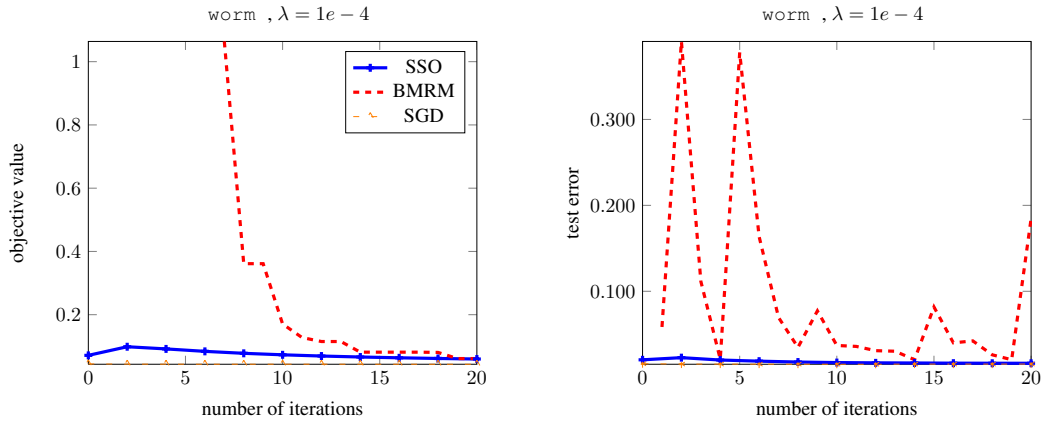 worm , λ = 1e − 4
1
0.8
0.6
0.4
0.2
0
5
10
15
20
objective value
number of iterations
SSO
BMRM
SGD
worm , λ = 1e − 4
0.300
0.200
0.100
0
5
10
15
20
test error
number of iterations